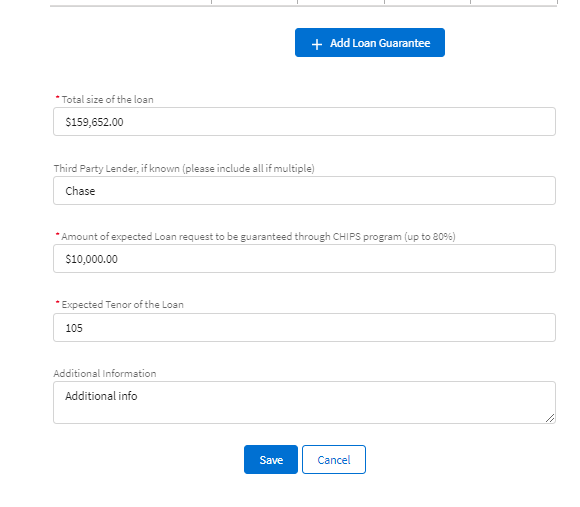 + Add Loan Guarantee
* Total size of the loan
$159,652.00
Third Party Lender, if known (please include all if multiple)
Chase
* Amount of expected Loan request to be guaranteed through CHIPS program (up to 80%)
$10,000.00
* Expected Tenor of the Loan
105
Additional Information
Additional info
Save Cancel